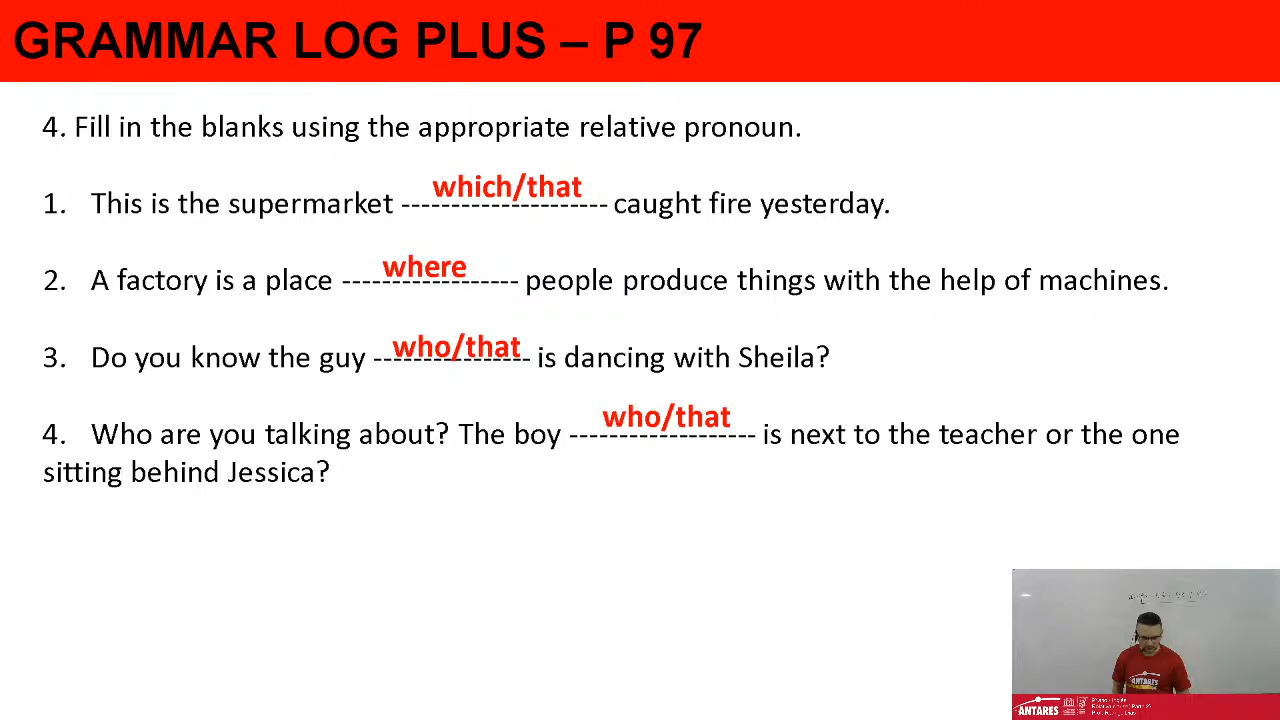 GRAMMAR LOG PLUS – P 97
4. Fill in the blanks using the appropriate relative pronoun.
which/that
1. This is the supermarket --------------------- caught fire yesterday.
where
2. A factory is a place ------------------ people produce things with the help of machines.
who/that
3. Do you know the guy ---------------- is dancing with Sheila?
who/that
4. Who are you talking about? The boy ------------------- is next to the teacher or the one
sitting behind Jessica?
ANTARES
ANTARES